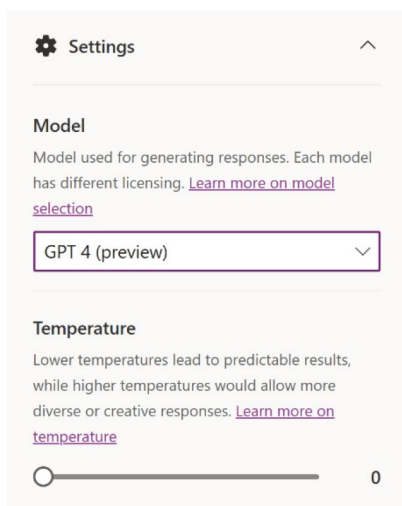 Settings
Model
Model used for generating responses. Each model
has different licensing. Learn more on model
selection
GPT 4 (preview)
Temperature
Lower temperatures lead to predictable results,
while higher temperatures would allow more
diverse or creative responses. Learn more on
temperature
0